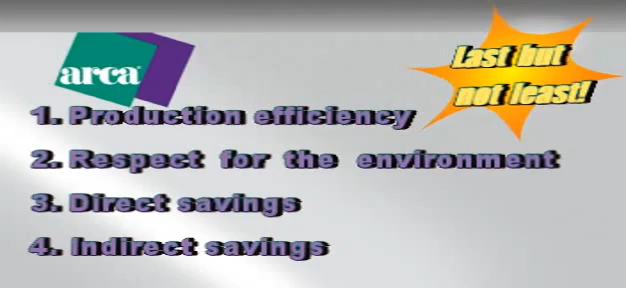 arca
Last but
not least!
1. Production efficiency
2. Respect for the environment
3. Direct savings
4. Indirect savings